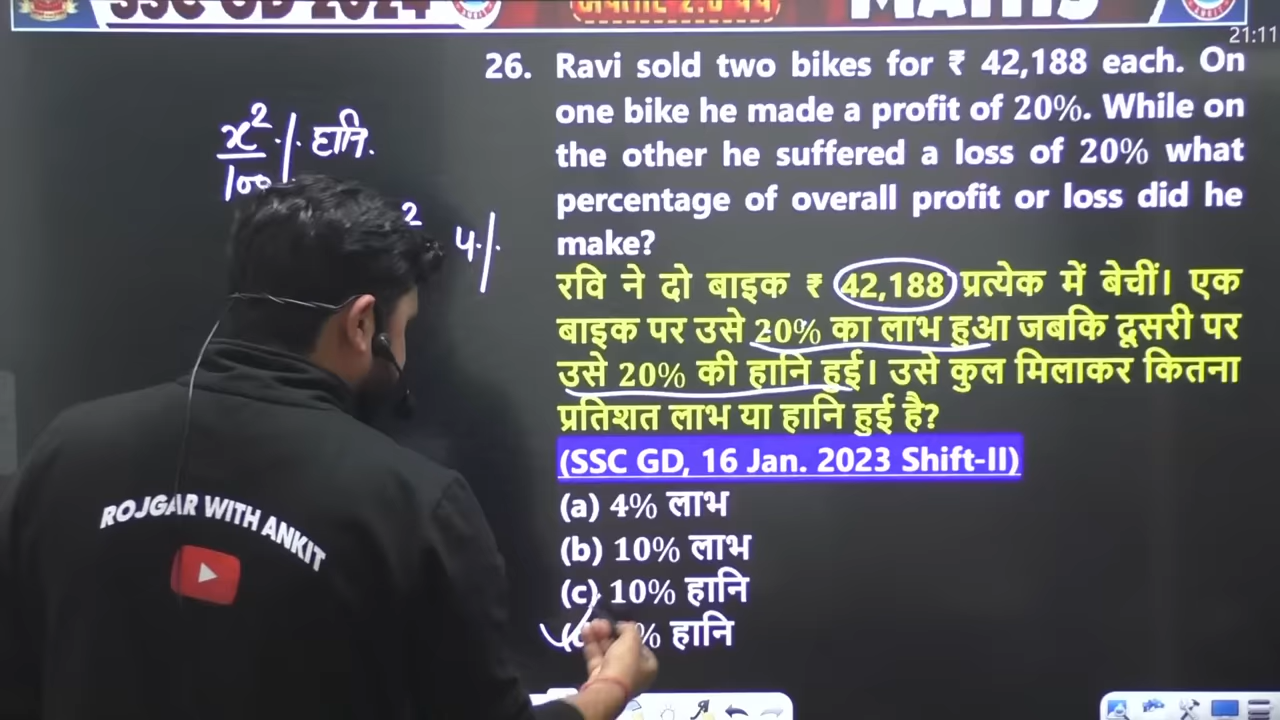 SSC GD 2024
MATHS
21:11
x²/100 % हानि.
2
4%
26. Ravi sold two bikes for ₹ 42,188 each. On
one bike he made a profit of 20%. While on
the other he suffered a loss of 20% what
percentage of overall profit or loss did he
make?
रवि ने दो बाइक ₹ 42,188 प्रत्येक में बेचीं। एक
बाइक पर उसे 20% का लाभ हुआ जबकि दूसरी पर
उसे 20% की हानि हुई। उसे कुल मिलाकर कितना
प्रतिशत लाभ या हानि हुई है?
(SSC GD, 16 Jan. 2023 Shift-II)
(a) 4% लाभ
(b) 10% लाभ
(c) 10% हानि
% हानि
ROJGAR WITH ANKIT